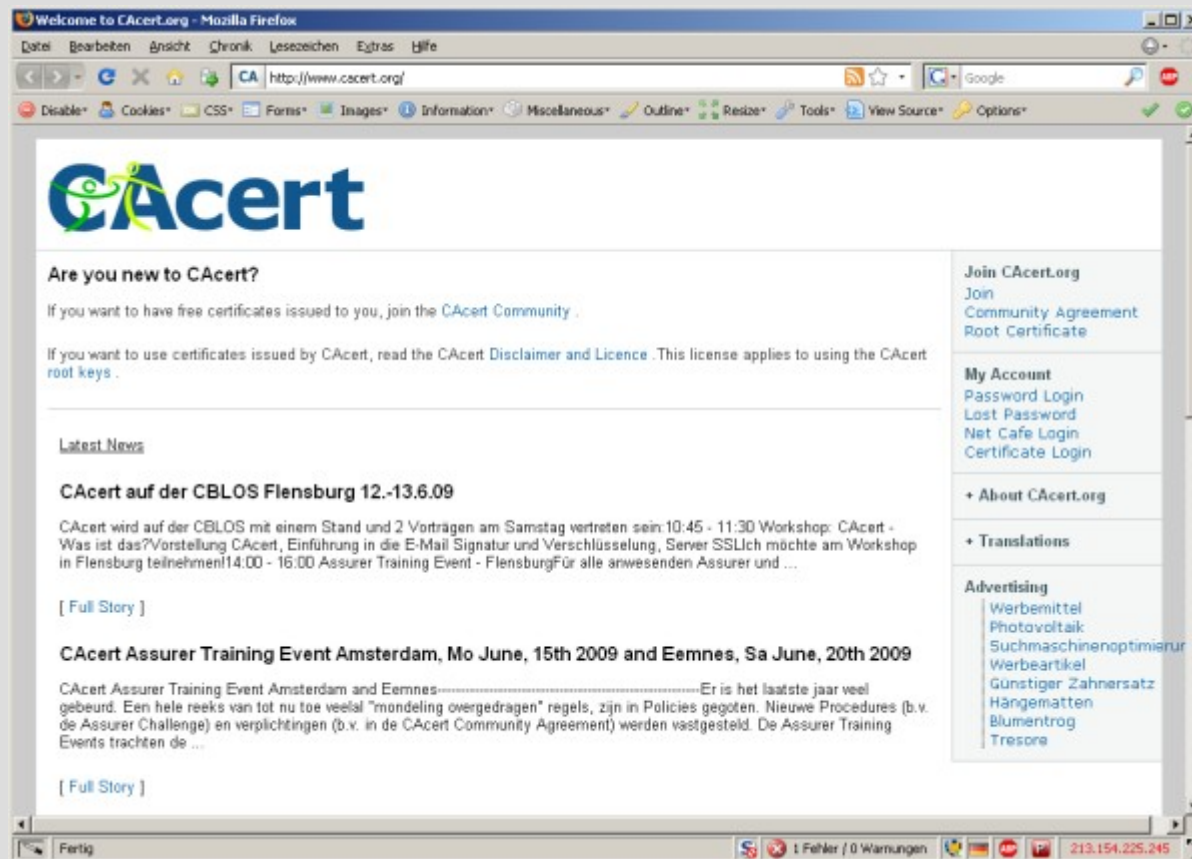 Welcome to CAcert.org - Mozilla Firefox
Datei Bearbeiten Ansicht Chronik Lesezeichen Extras Hilfe
CA http://www.cacert.org/ Google ABP
Disable Cookies CSS Forms Images Information Miscellaneous Outline Resize Tools View Source Options
CAcert
Are you new to CAcert?
If you want to have free certificates issued to you, join the CAcert Community .
If you want to use certificates issued by CAcert, read the CAcert Disclaimer and Licence .This license applies to using the CAcert
root keys .
Latest News
CAcert auf der CBLOS Flensburg 12.-13.6.09
CAcert wird auf der CBLOS mit einem Stand und 2 Vorträgen am Samstag vertreten sein:10:45 - 11:30 Workshop: CAcert -
Was ist das?Vorstellung CAcert, Einführung in die E-Mail Signatur und Verschlüsselung, Server SSLIch möchte am Workshop
in Flensburg teilnehmen!14:00 - 16:00 Assurer Training Event - FlensburgFür alle anwesenden Assurer und ...
[ Full Story ]
CAcert Assurer Training Event Amsterdam, Mo June, 15th 2009 and Eemnes, Sa June, 20th 2009
CAcert Assurer Training Event Amsterdam and Eemnes------------------------------------------------------------Er is het laatste jaar veel
gebeurd. Een hele reeks van tot nu toe veelal "mondeling overgedragen" regels, zijn in Policies gegoten. Nieuwe Procedures (b.v.
de Assurer Challenge) en verplichtingen (b.v. in de CAcert Community Agreement) werden vastgesteld. De Assurer Training
Events trachten de ...
[ Full Story ]
Join CAcert.org
Join
Community Agreement
Root Certificate
My Account
Password Login
Lost Password
Net Cafe Login
Certificate Login
+ About CAcert.org
+ Translations
Advertising
Werbemittel
Photovoltaik
Suchmaschinenoptimierur
Werbeartikel
Günstiger Zahnersatz
Hängematten
Blumentrog
Tresore
Fertig 1 Fehler / 0 Warnungen ABP 213.154.225.245